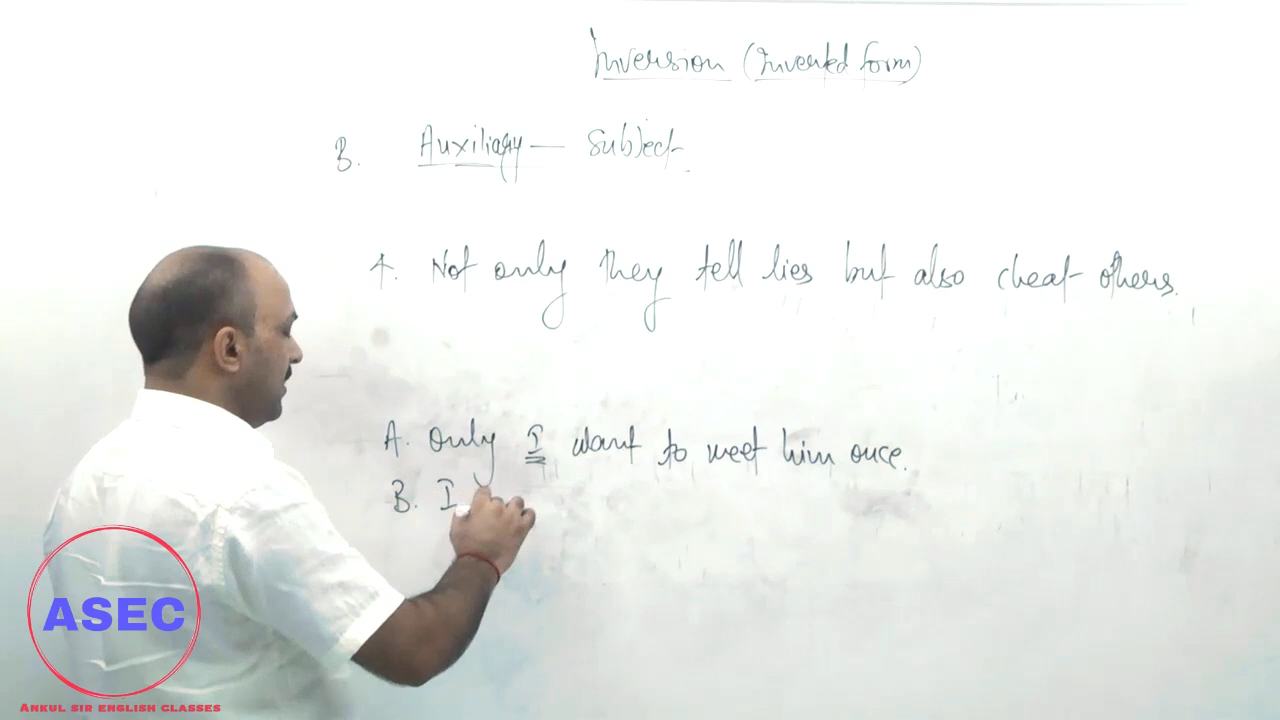 Inversion (Inverted form)
B. Auxiliary — Subject
4. Not only they tell lies but also cheat others.
A. Only I want to meet him once.
B. I
ASEC
ANKUL SIR ENGLISH CLASSES